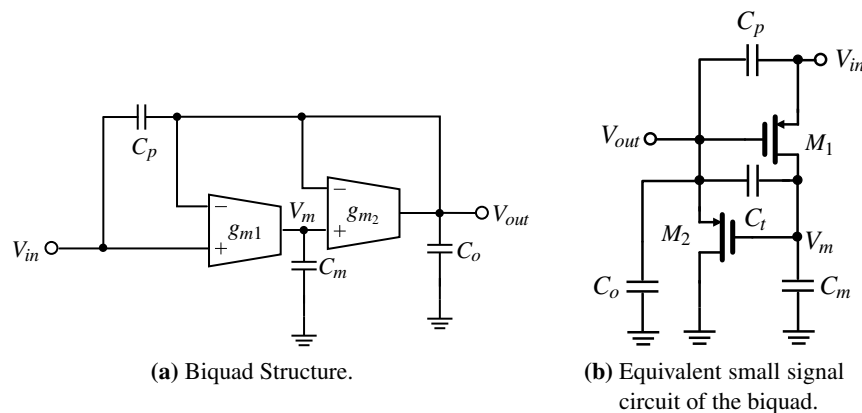 C_p
V_in
V_out
M_1
C_t
M_2
V_m
C_o
C_m
C_p
V_in
−
+
g_m1
V_m
−
+
g_m2
V_out
C_m
C_o
(a) Biquad Structure.
(b) Equivalent small signal
circuit of the biquad.